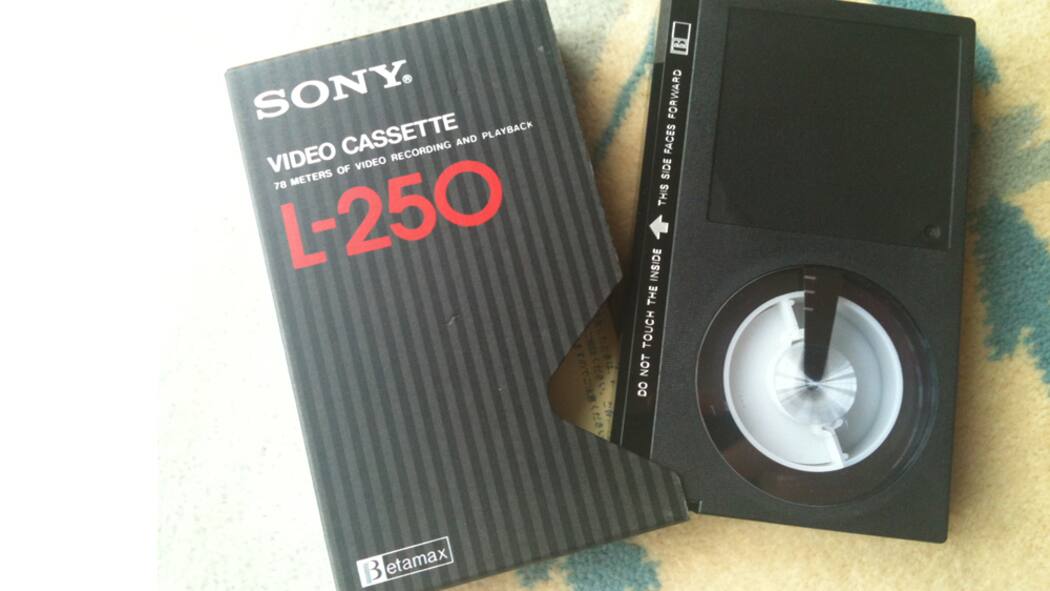 SONY®
VIDEO CASSETTE
78 METERS OF VIDEO RECORDING AND PLAYBACK
L-250
Betamax
B
DO NOT TOUCH THE INSIDE THIS SIDE FACES FORWARD